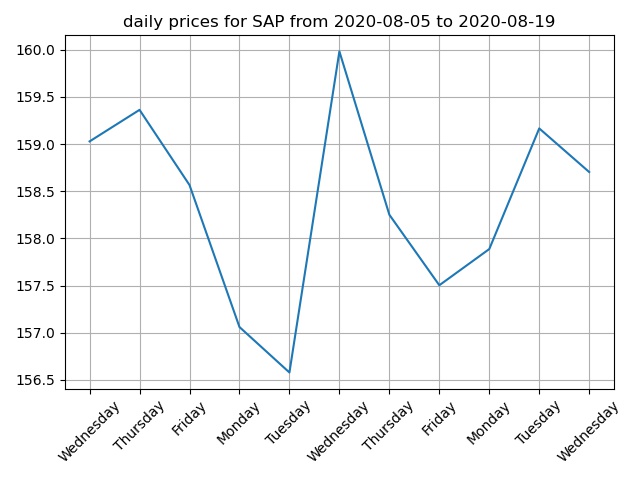 daily prices for SAP from 2020-08-05 to 2020-08-19
160.0
159.5
159.0
158.5
158.0
157.5
157.0
156.5
Wednesday
Thursday
Friday
Monday
Tuesday
Wednesday
Thursday
Friday
Monday
Tuesday
Wednesday